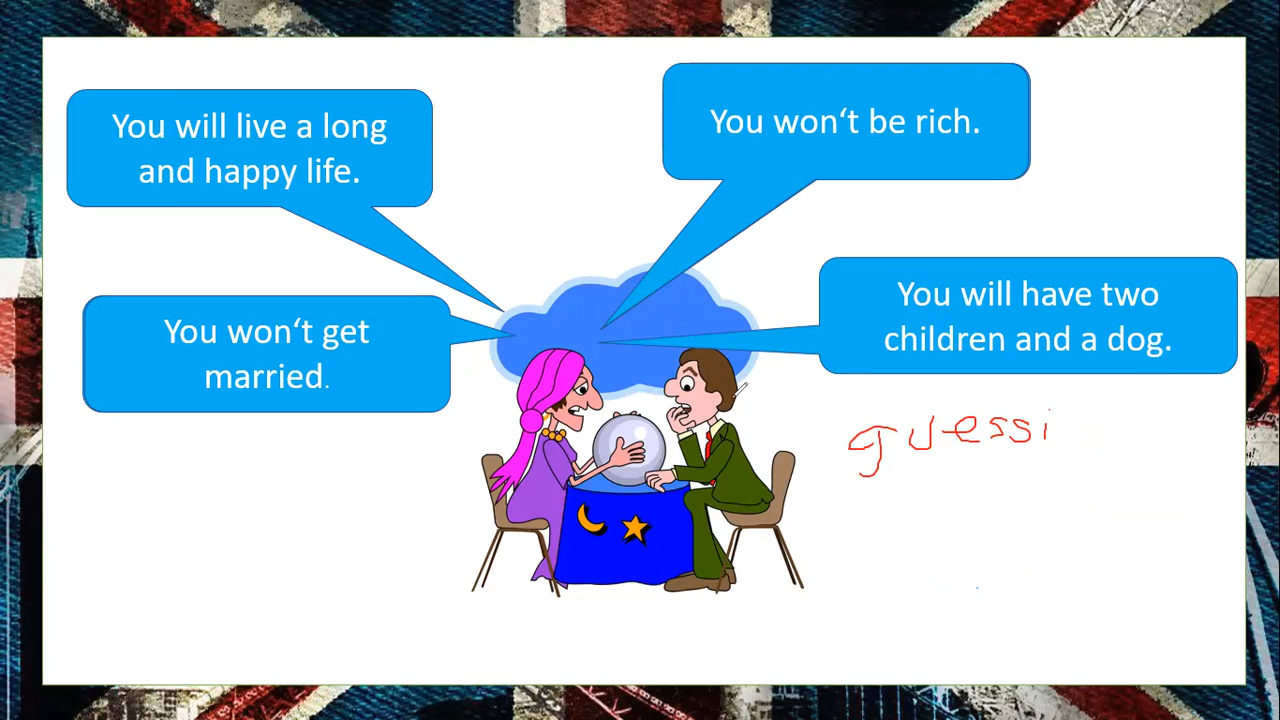 You will live a long
and happy life.
You won‘t be rich.
You won‘t get
married.
You will have two
children and a dog.
guessi